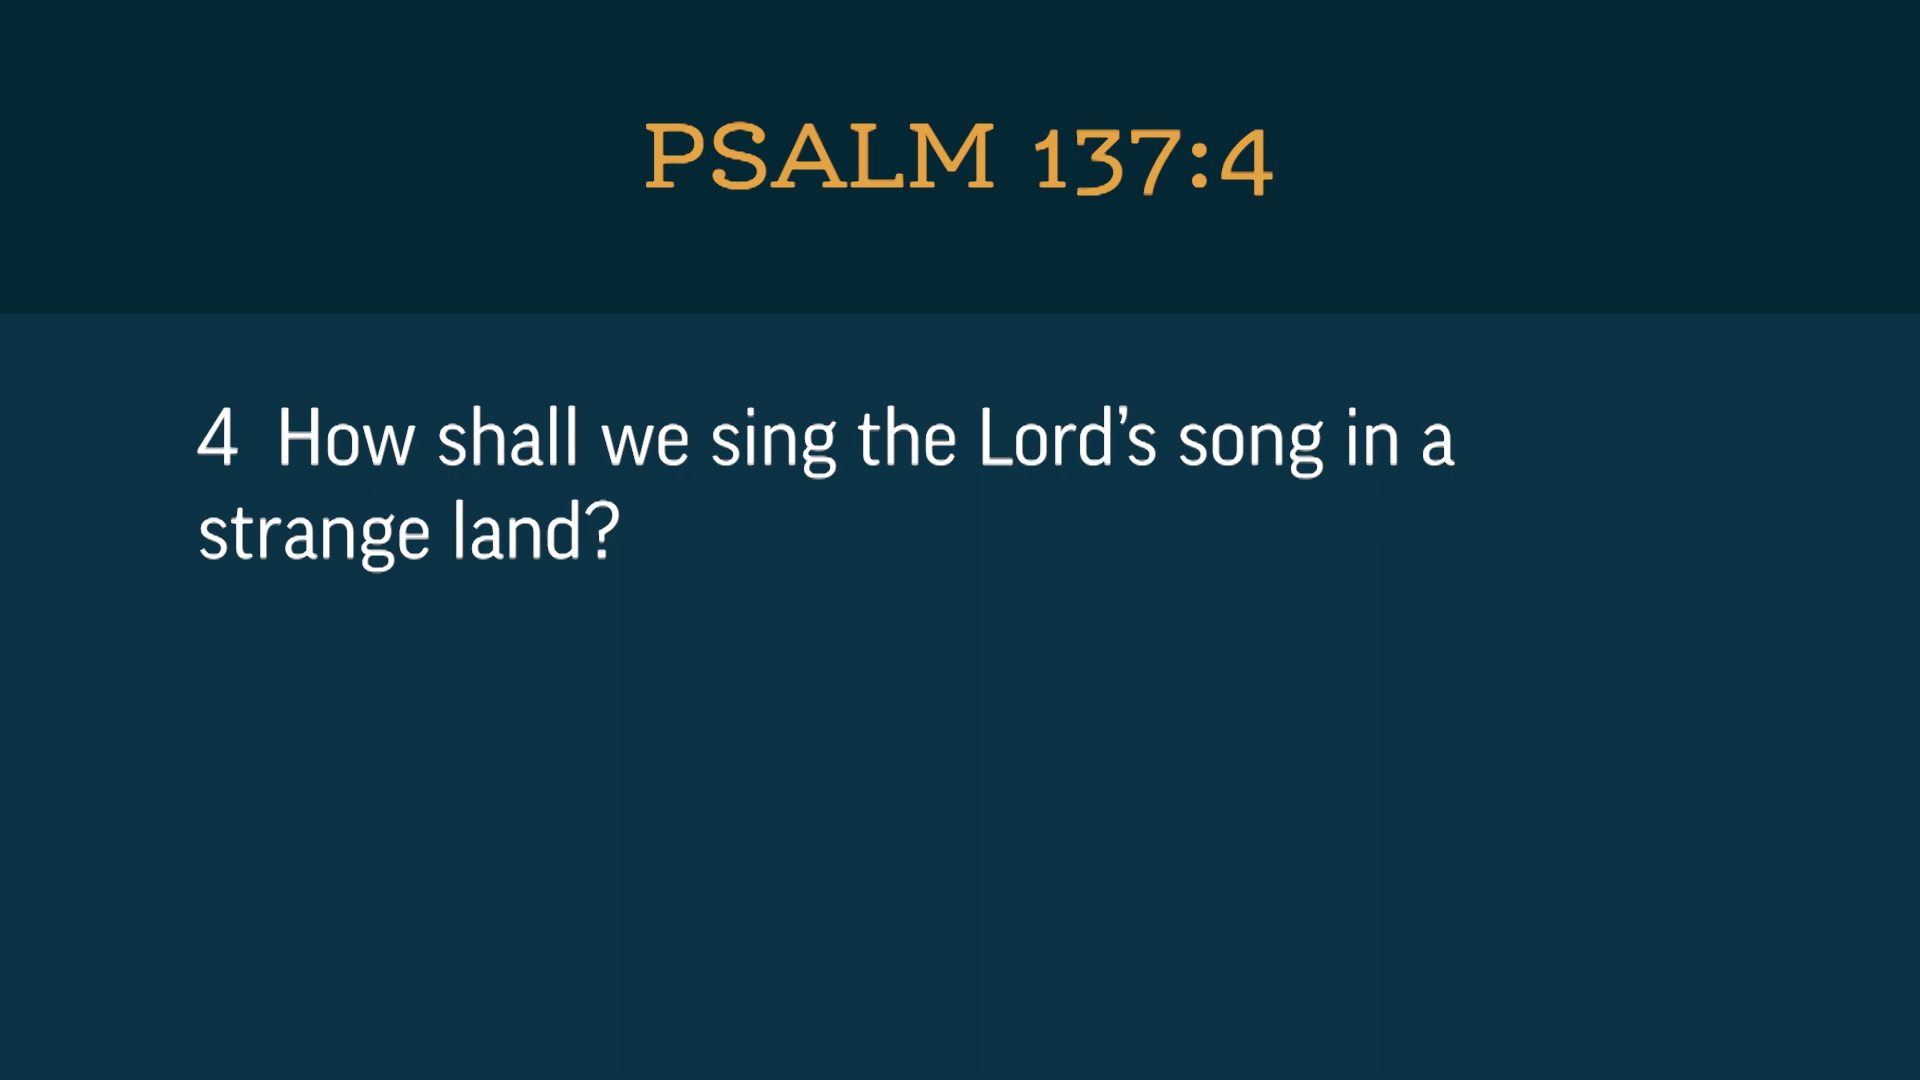 PSALM 137:4
4 How shall we sing the Lord’s song in a
strange land?